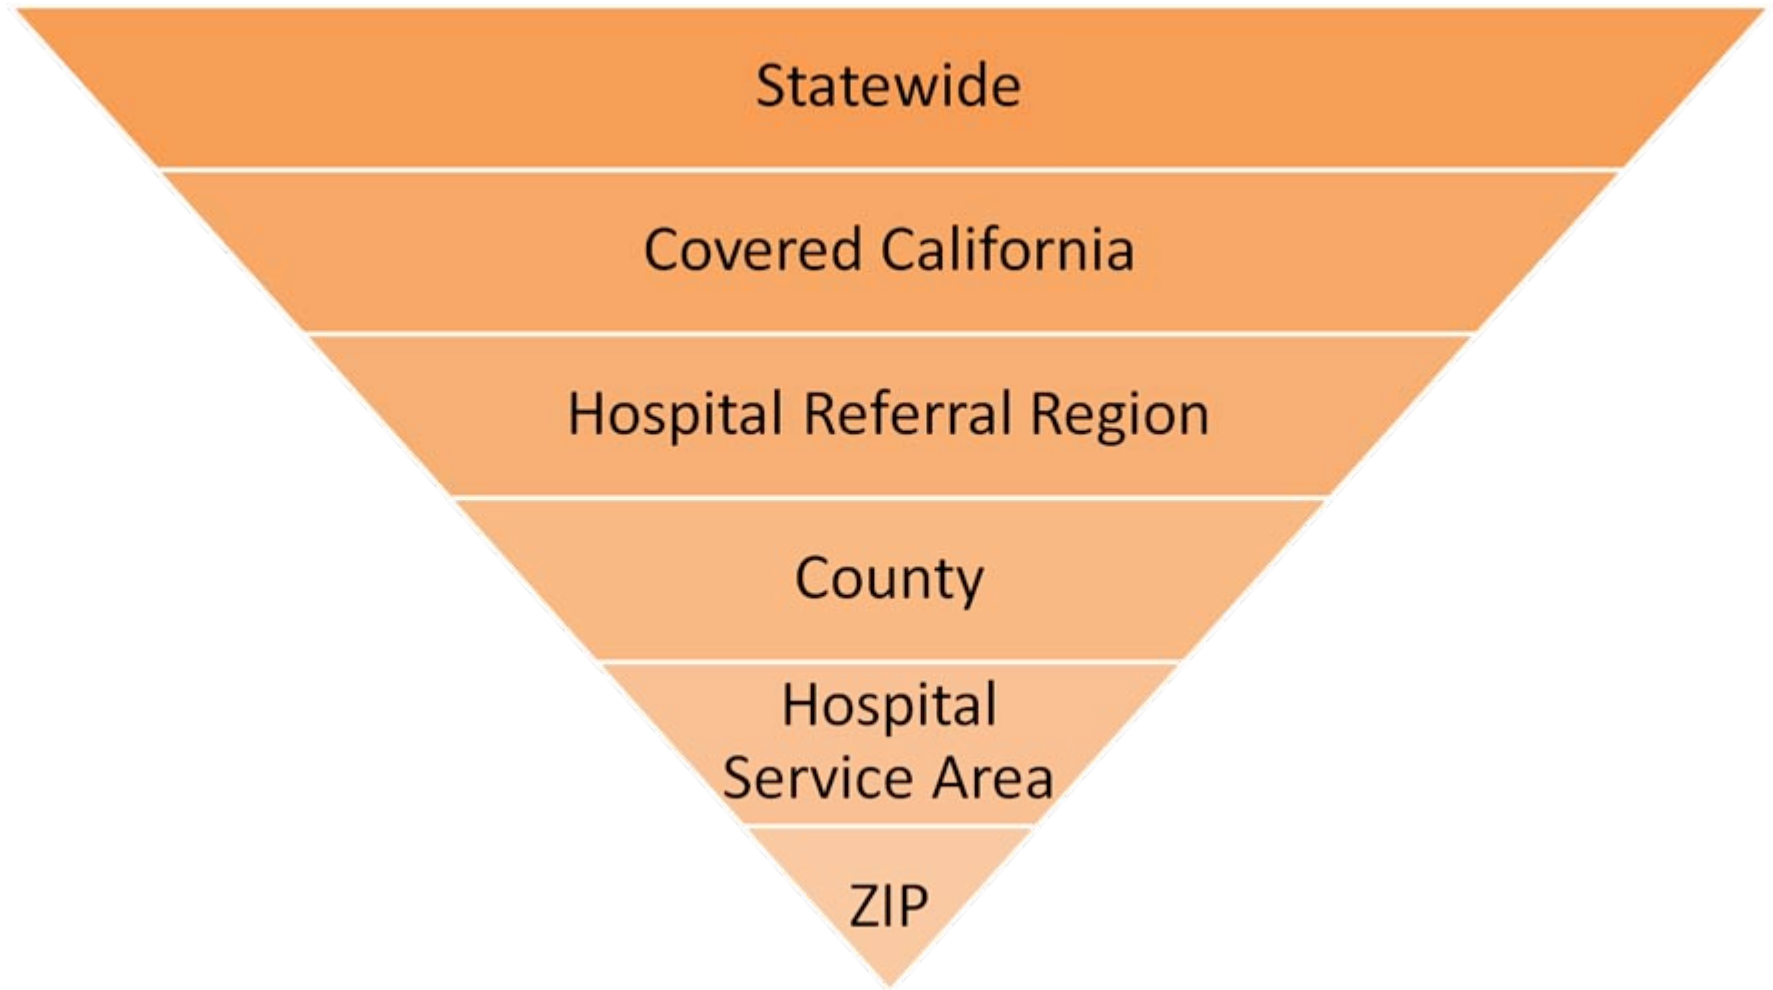 Statewide
Covered California
Hospital Referral Region
County
Hospital
Service Area
ZIP